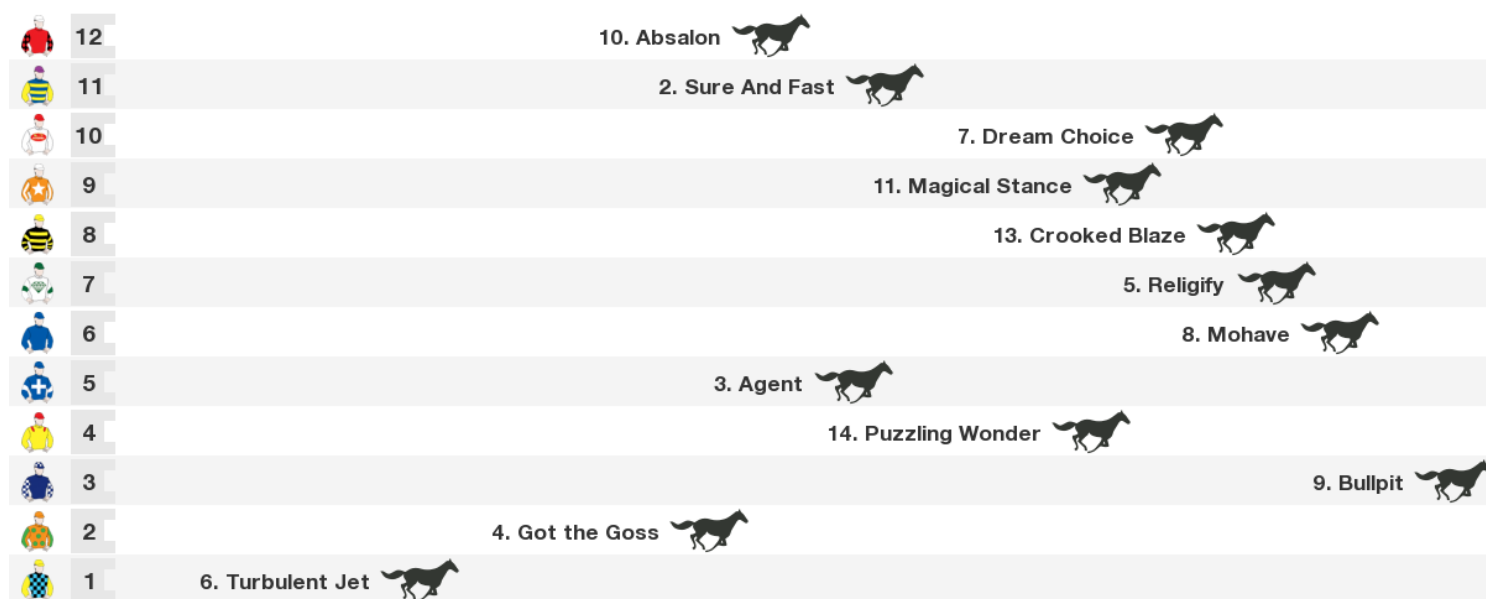 12 10. Absalon
11 2. Sure And Fast
10 7. Dream Choice
9 11. Magical Stance
8 13. Crooked Blaze
7 5. Religify
6 8. Mohave
5 3. Agent
4 14. Puzzling Wonder
3 9. Bullpit
2 4. Got the Goss
1 6. Turbulent Jet